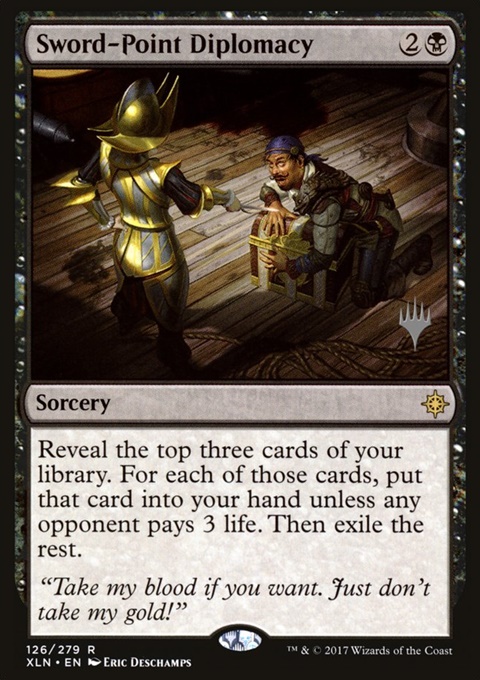 Sword-Point Diplomacy 2
Sorcery
Reveal the top three cards of your
library. For each of those cards, put
that card into your hand unless any
opponent pays 3 life. Then exile the
rest.
“Take my blood if you want. Just don’t
take my gold!”
126/279 R
XLN • EN Eric Deschamps
™ & © 2017 Wizards of the Coast